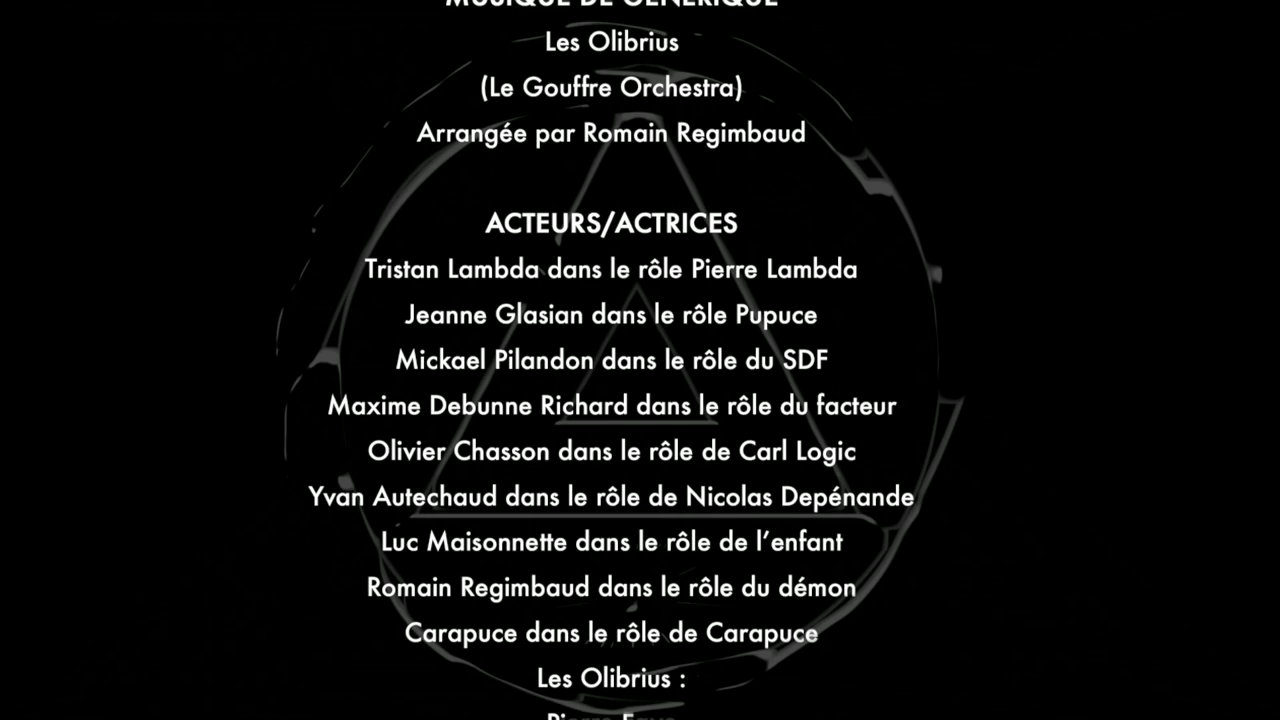 MUSIQUE DE GÉNÉRIQUE
Les Olibrius
(Le Gouffre Orchestra)
Arrangée par Romain Regimbaud
ACTEURS/ACTRICES
Tristan Lambda dans le rôle Pierre Lambda
Jeanne Glasian dans le rôle Pupuce
Mickael Pilandon dans le rôle du SDF
Maxime Debunne Richard dans le rôle du facteur
Olivier Chasson dans le rôle de Carl Logic
Yvan Autechaud dans le rôle de Nicolas Depénande
Luc Maisonnette dans le rôle de l’enfant
Romain Regimbaud dans le rôle du démon
Carapuce dans le rôle de Carapuce
Les Olibrius :
Pierre